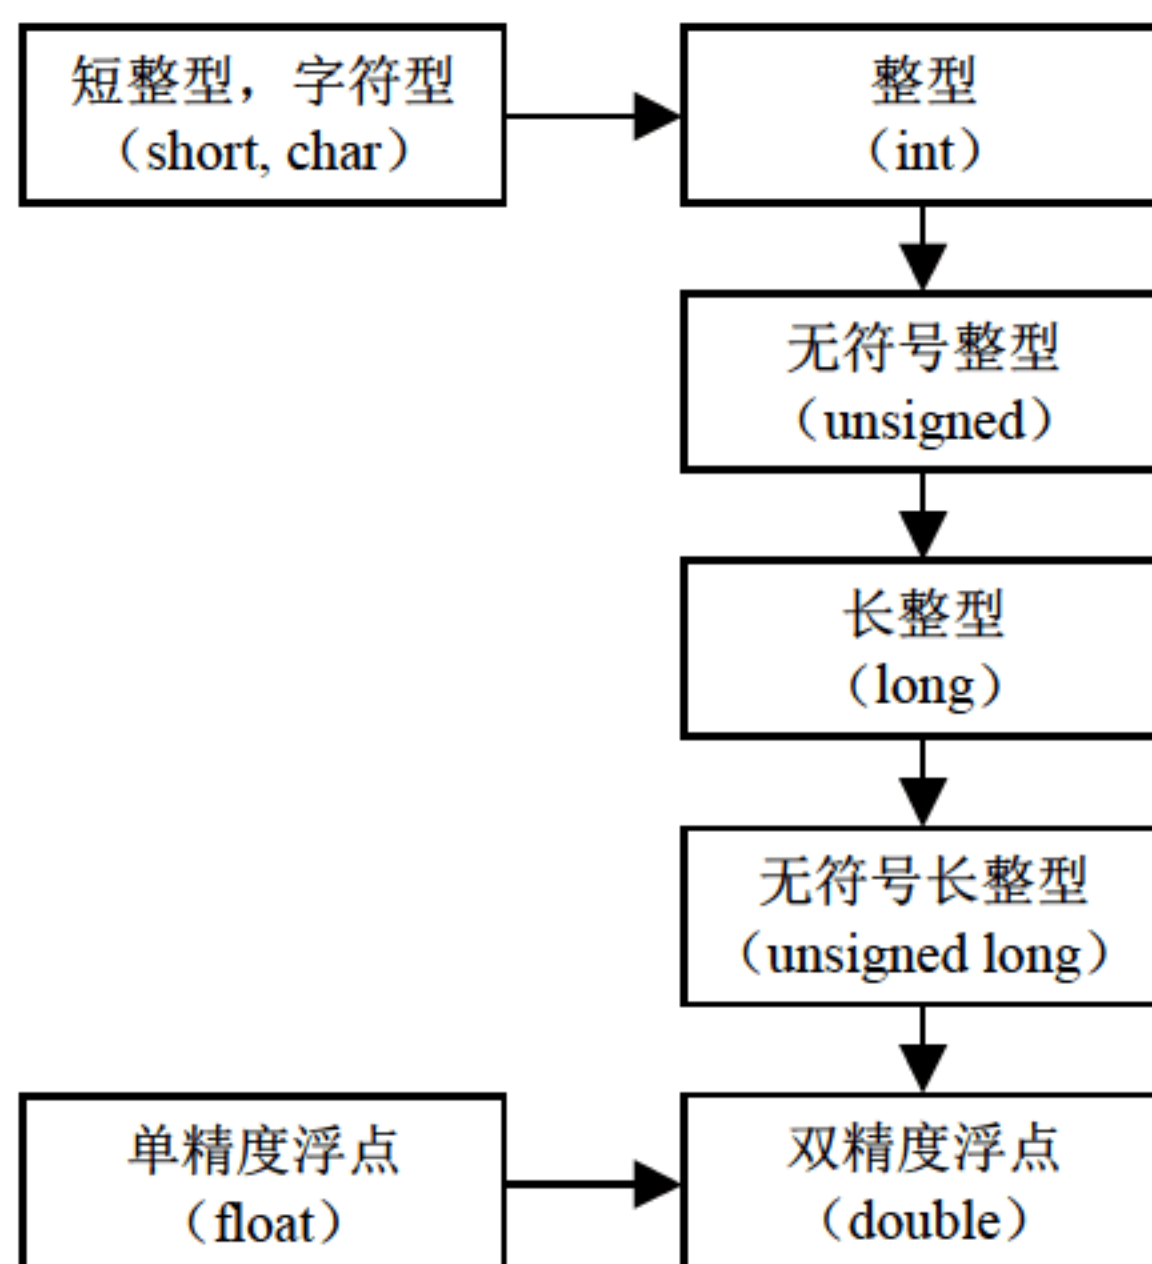 短整型，字符型
（short, char）
整型
（int）
无符号整型
（unsigned）
长整型
（long）
无符号长整型
（unsigned long）
单精度浮点
（float）
双精度浮点
（double）